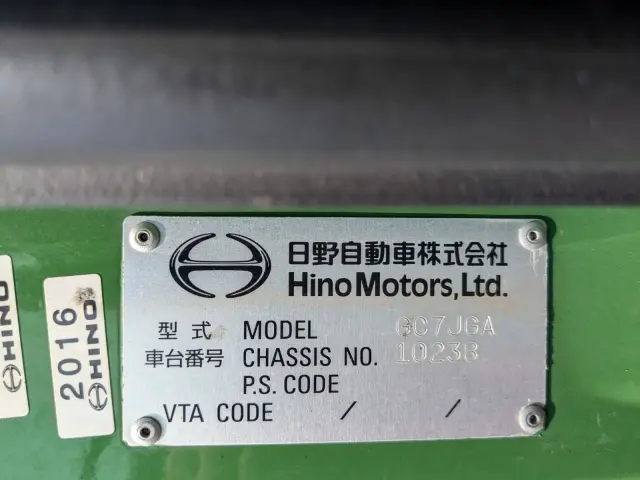 日野自動車株式会社
Hino Motors, Ltd.
型式 MODEL GC7JGA
車台番号 CHASSIS NO. 10238
P.S. CODE
VTA CODE / /
2016
HINO
HINO